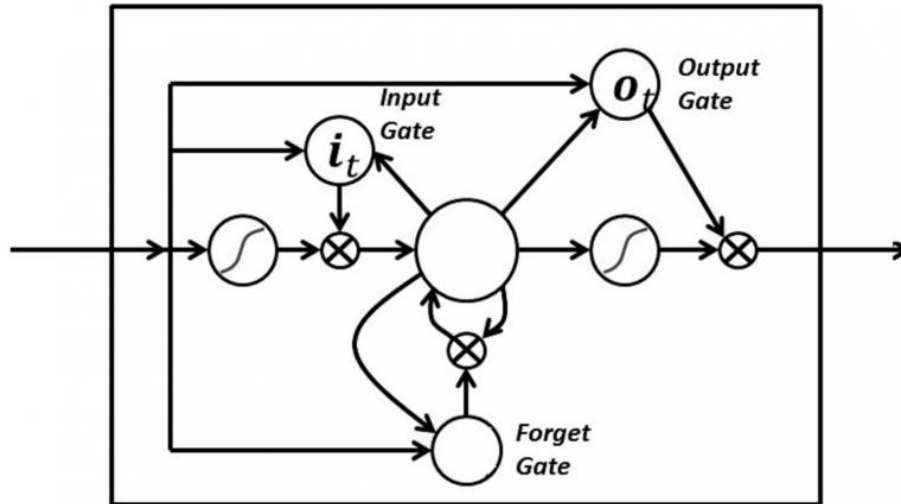 Input
Gate
i_t
o_t
Output
Gate
Forget
Gate